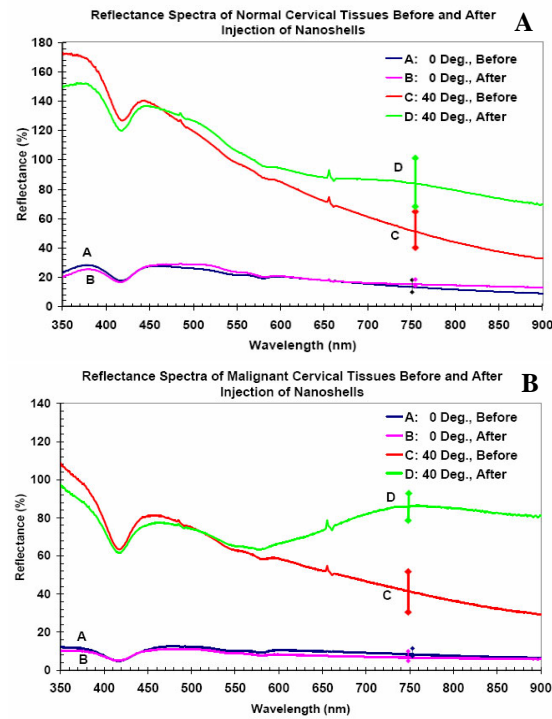 Reflectance Spectra of Normal Cervical Tissues Before and After
Injection of Nanoshells
A
A: 0 Deg., Before
B: 0 Deg., After
C: 40 Deg., Before
D: 40 Deg., After
Reflectance (%)
180
160
140
120
100
80
60
40
20
0
D
C
A
B
350 400 450 500 550 600 650 700 750 800 850 900
Wavelength (nm)
Reflectance Spectra of Malignant Cervical Tissues Before and After
Injection of Nanoshells
B
A: 0 Deg., Before
B: 0 Deg., After
C: 40 Deg., Before
D: 40 Deg., After
Reflectance (%)
140
120
100
80
60
40
20
0
D
C
A
B
350 400 450 500 550 600 650 700 750 800 850 900
Wavelength (nm)